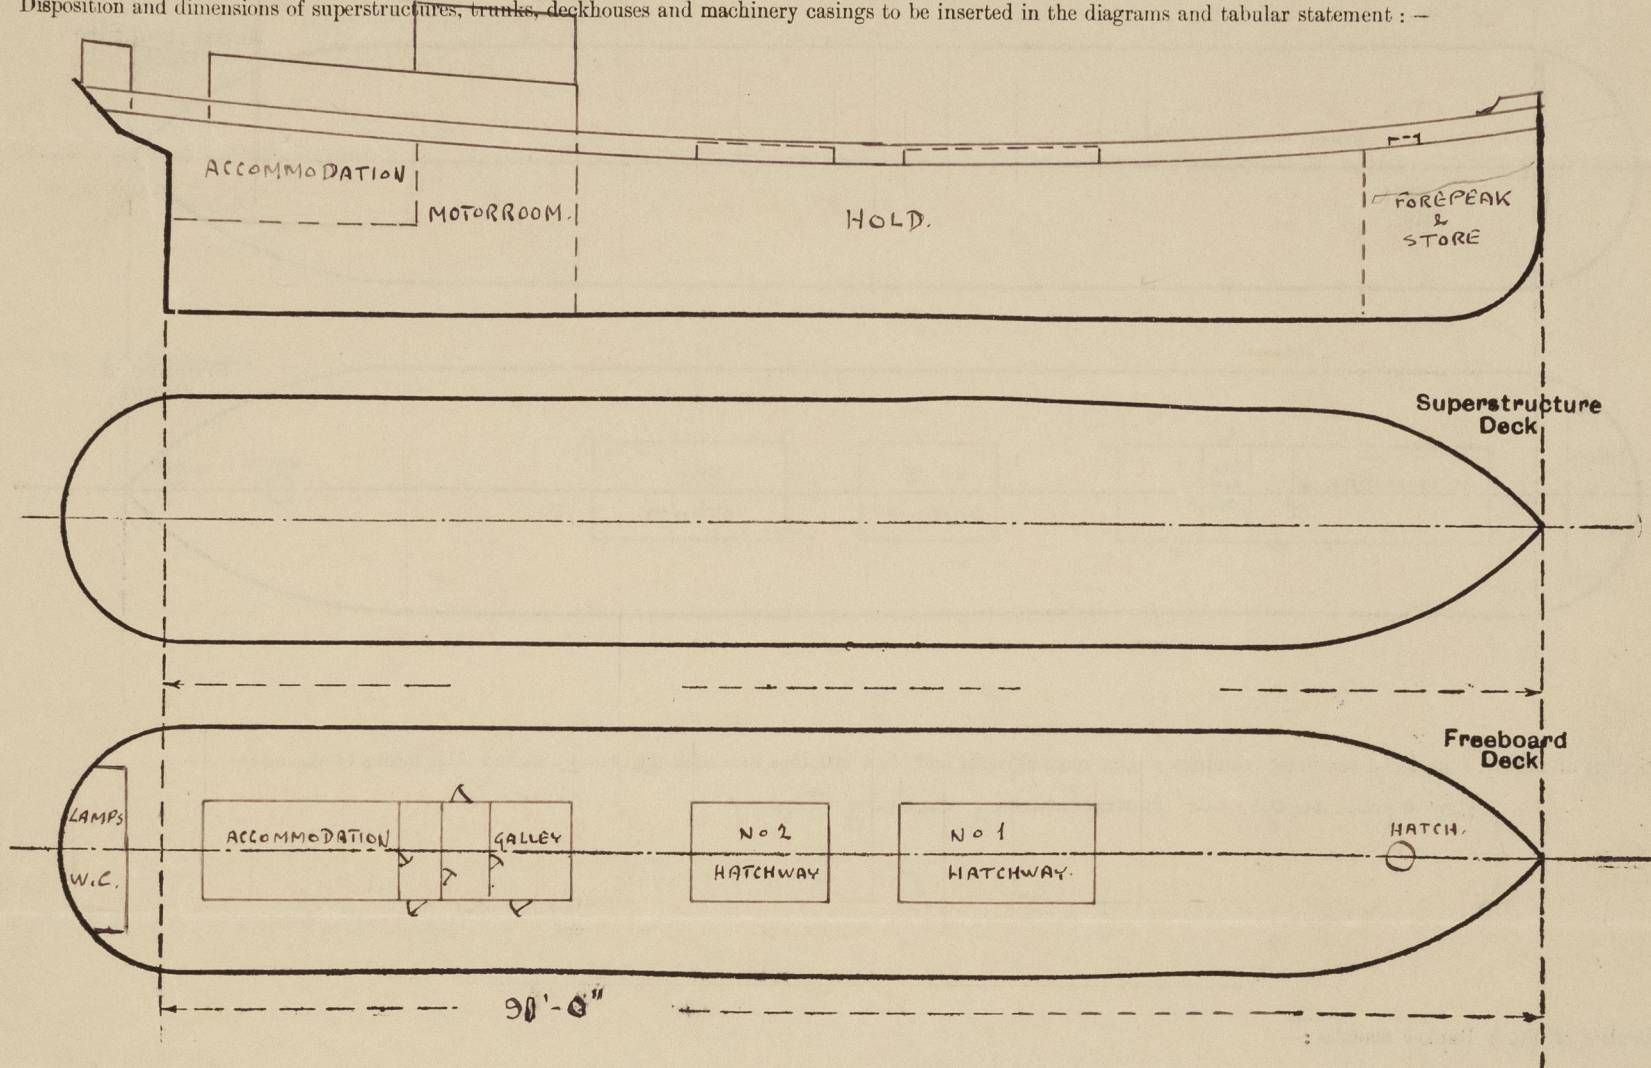 Disposition and dimensions of superstructures, trunks, deckhouses and machinery casings to be inserted in the diagrams and tabular statement : —
ACCOMMODATION
MOTORROOM.
HOLD.
FOREPEAK
&
STORE
Superstructure
Deck
Freeboard
Deck
LAMPS
W.C.
ACCOMMODATION
GALLEY
No 2
HATCHWAY
No 1
HATCHWAY.
HATCH.
90'-0"